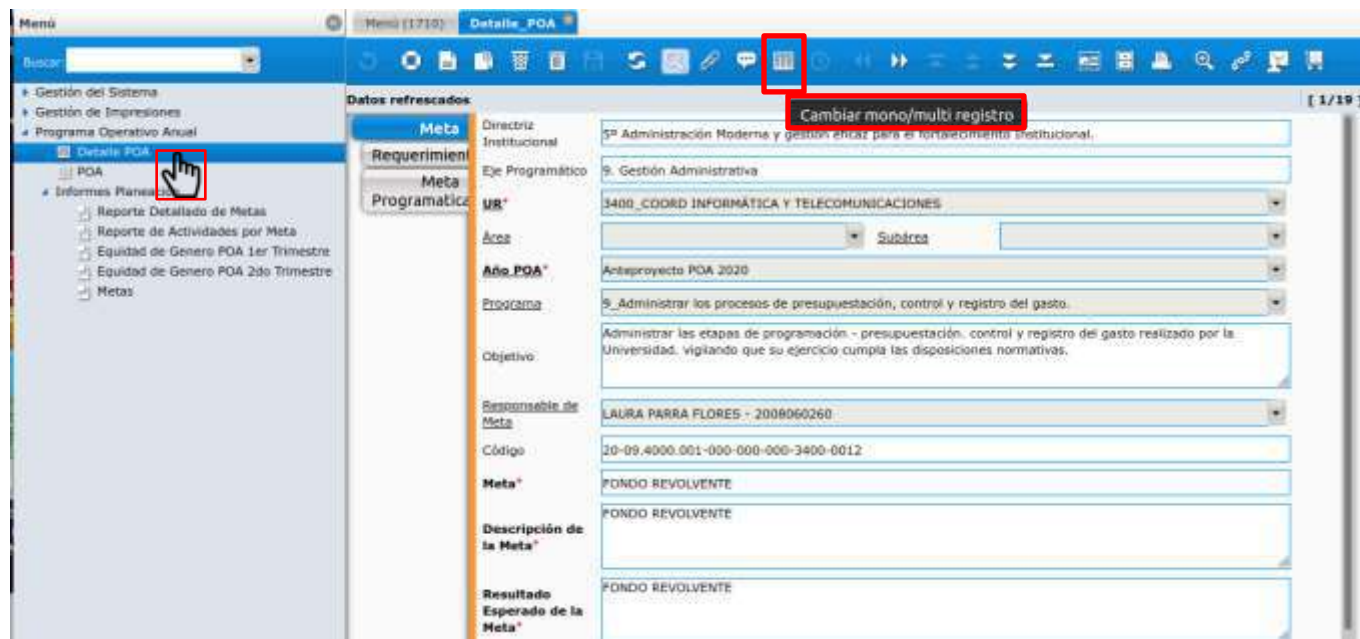 Menú
Menú (1710)
Detalle_POA
Buscar
Gestión del Sistema
Gestión de Impresiones
Programa Operativo Anual
Detalle POA
POA
Informes Planeación
Reporte Detallado de Metas
Reporte de Actividades por Meta
Equidad de Genero POA 1er Trimestre
Equidad de Genero POA 2do Trimestre
Metas
Datos refrescados
[ 1/19 ]
Cambiar mono/multi registro
Meta
Requerimien
Meta
Programatica
Directriz
Institucional
5º Administración Moderna y gestión eficaz para el fortalecimiento institucional.
Eje Programático
9. Gestión Administrativa
UR*
3400_COORD INFORMÁTICA Y TELECOMUNICACIONES
Área
Subárea
Año POA*
Anteproyecto POA 2020
Programa
9_Administrar los procesos de presupuestación, control y registro del gasto.
Objetivo
Administrar las etapas de programación - presupuestación. control y registro del gasto realizado por la
Universidad. vigilando que su ejercicio cumpla las disposiciones normativas.
Responsable de
Meta
LAURA PARRA FLORES - 2008060260
Código
20-09.4000.001-000-000-000-3400-0012
Meta*
FONDO REVOLVENTE
Descripción de
la Meta*
FONDO REVOLVENTE
Resultado
Esperado de la
Meta*
FONDO REVOLVENTE